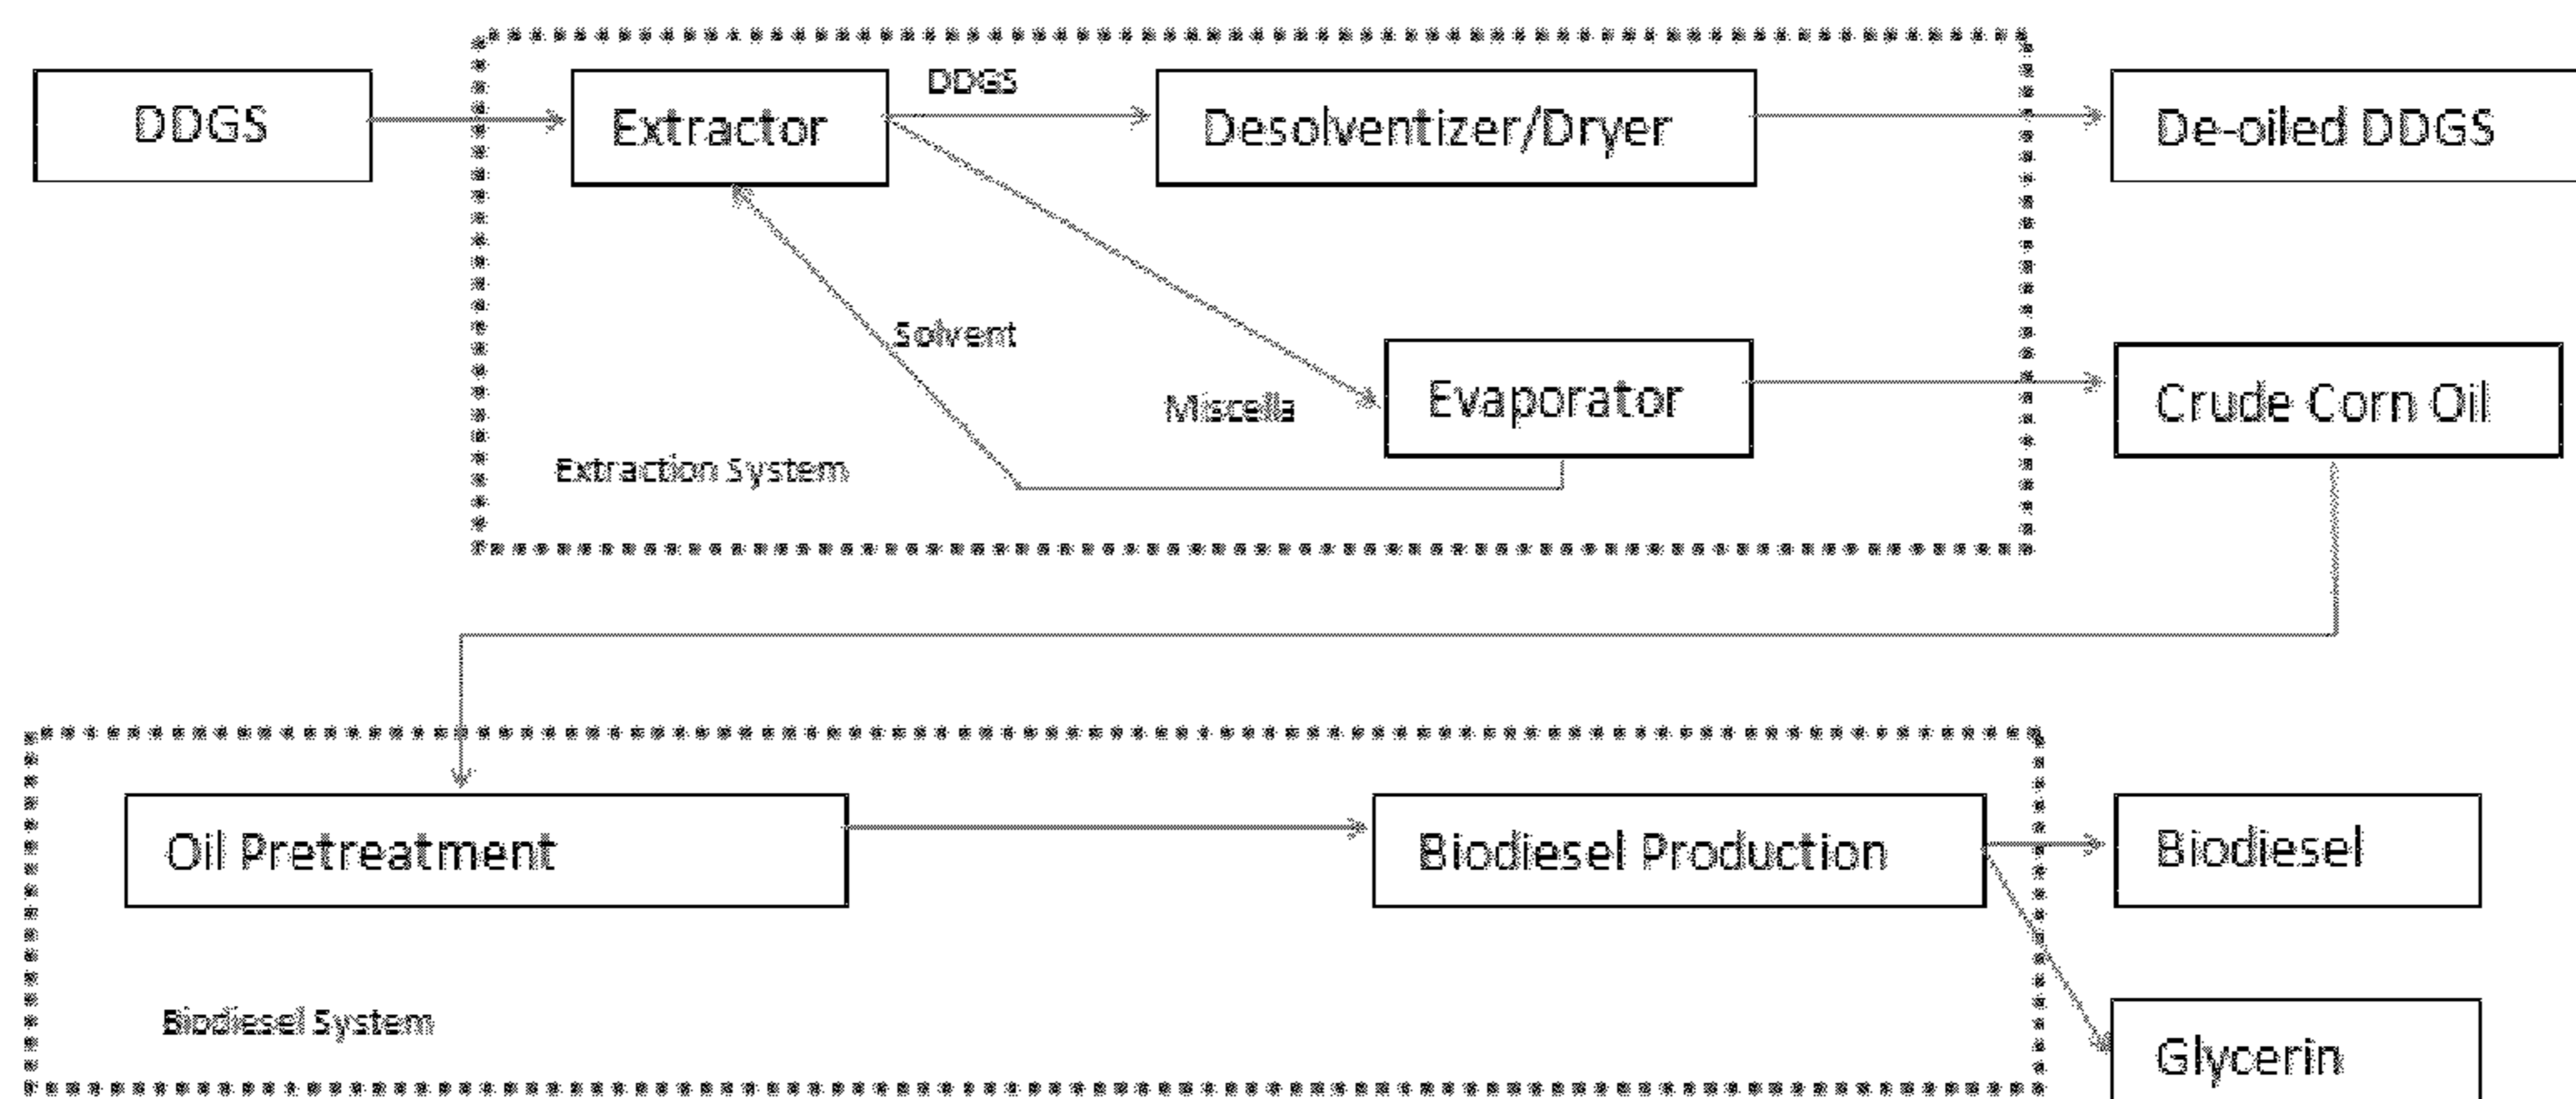 DDGS
Extractor
DDGS
Desolventizer/Dryer
De-oiled DDGS
Solvent
Miscella
Evaporator
Crude Corn Oil
Extraction System
Oil Pretreatment
Biodiesel Production
Biodiesel
Biodiesel System
Glycerin